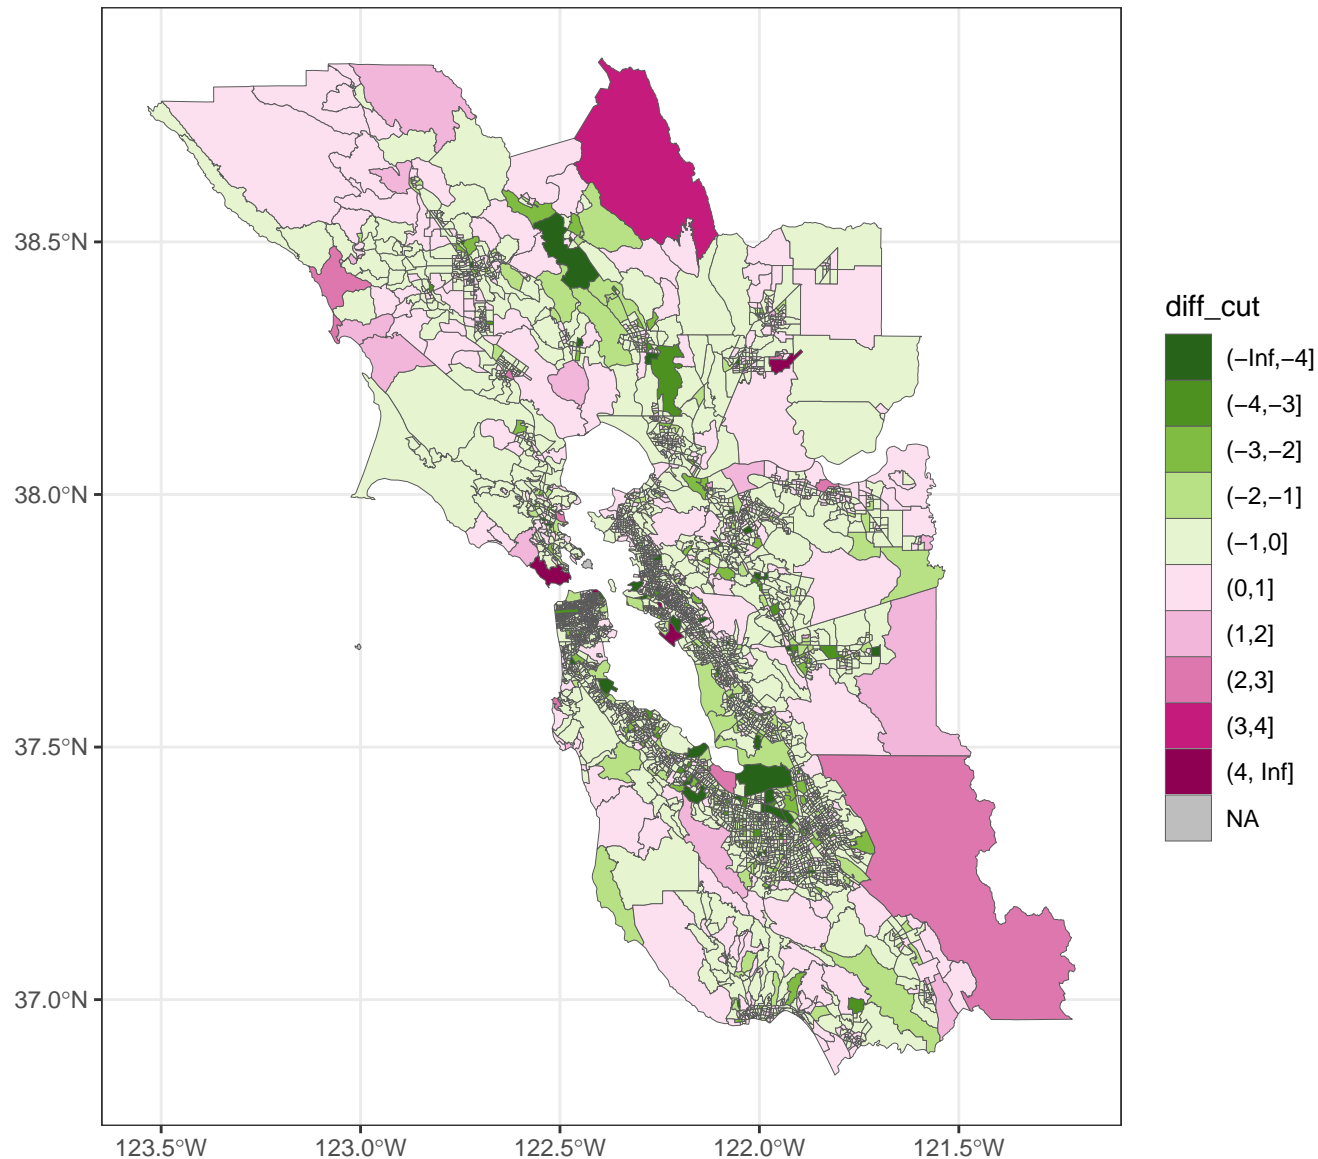 38.5°N
38.0°N
37.5°N
37.0°N
123.5°W
123.0°W
122.5°W
122.0°W
121.5°W
diff_cut
(−Inf,−4]
(−4,−3]
(−3,−2]
(−2,−1]
(−1,0]
(0,1]
(1,2]
(2,3]
(3,4]
(4, Inf]
NA